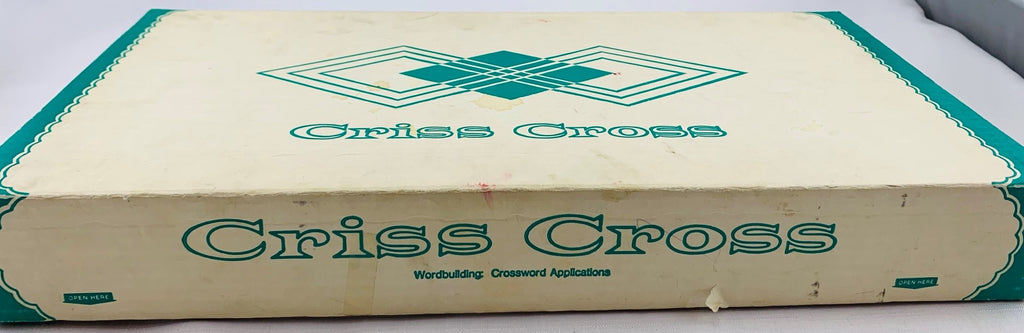 Criss Cross
Criss Cross
Wordbuilding: Crossword Applications
OPEN HERE
OPEN HERE